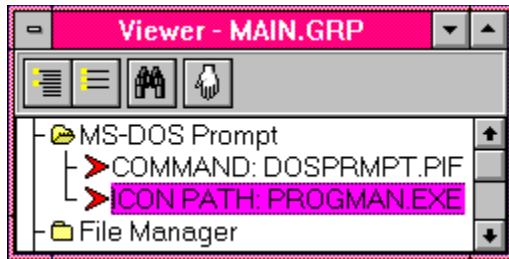 Viewer - MAIN.GRP
MS-DOS Prompt
COMMAND: DOSPRMPT.PIF
ICON PATH: PROGMAN.EXE
File Manager